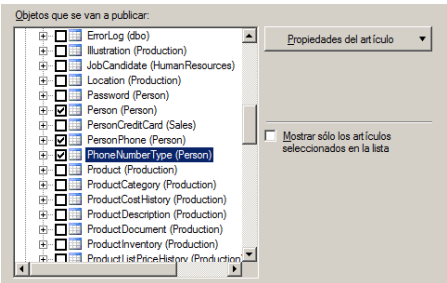 Objetos que se van a publicar:
ErrorLog (dbo)
Illustration (Production)
JobCandidate (HumanResources)
Location (Production)
Password (Person)
Person (Person)
PersonCreditCard (Sales)
PersonPhone (Person)
PhoneNumberType (Person)
Product (Production)
ProductCategory (Production)
ProductCostHistory (Production)
ProductDescription (Production)
ProductDocument (Production)
ProductInventory (Production)
ProductListPriceHistory (Production)
Propiedades del artículo
Mostrar sólo los artículos
seleccionados en la lista